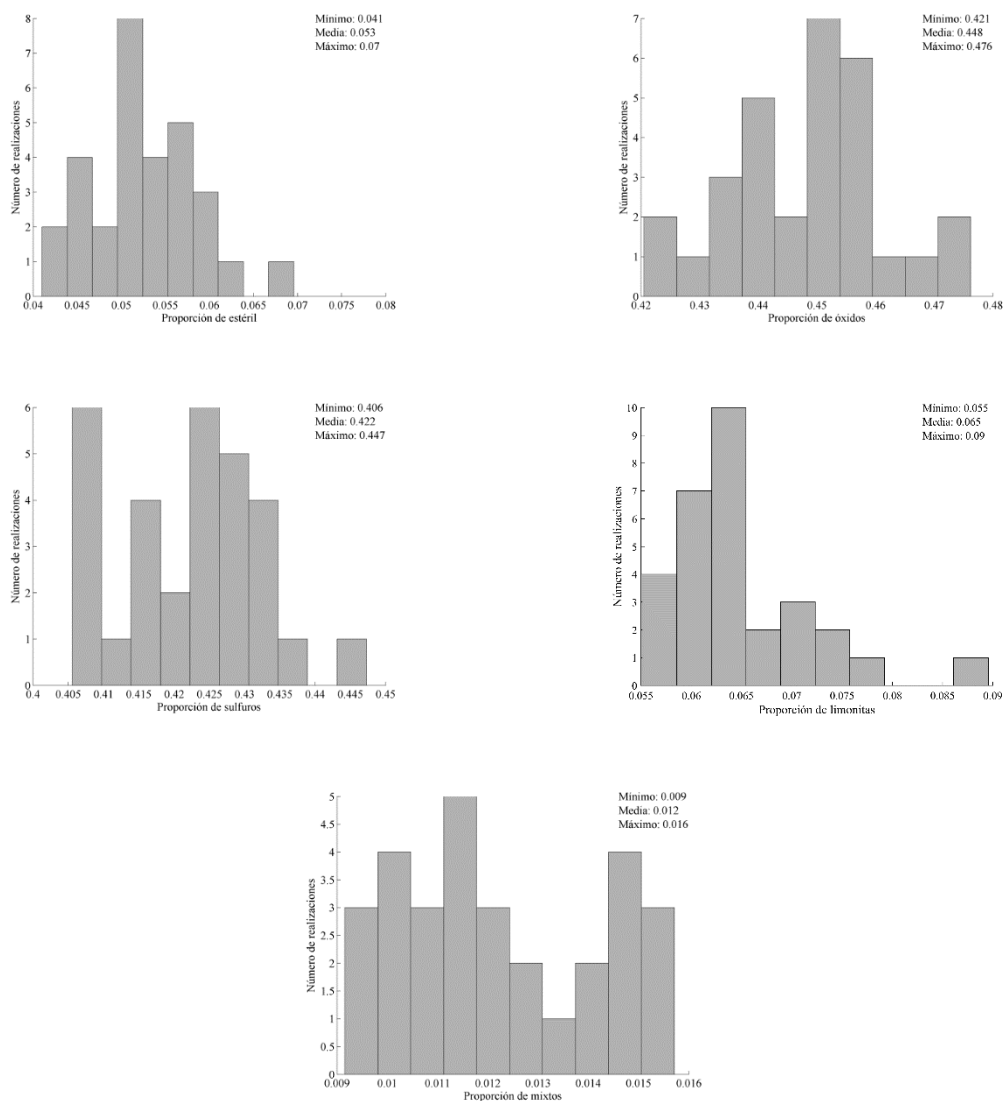 Mínimo: 0.041
Media: 0.053
Máximo: 0.07
Número de realizaciones
8
7
6
5
4
3
2
1
0
0.04 0.045 0.05 0.055 0.06 0.065 0.07 0.075 0.08
Proporción de estéril
Mínimo: 0.421
Media: 0.448
Máximo: 0.476
Número de realizaciones
7
6
5
4
3
2
1
0
0.42 0.43 0.44 0.45 0.46 0.47 0.48
Proporción de óxidos
Mínimo: 0.406
Media: 0.422
Máximo: 0.447
Número de realizaciones
6
5
4
3
2
1
0
0.4 0.405 0.41 0.415 0.42 0.425 0.43 0.435 0.44 0.445 0.45
Proporción de sulfuros
Mínimo: 0.055
Media: 0.065
Máximo: 0.09
Número de realizaciones
10
9
8
7
6
5
4
3
2
1
0
0.055 0.06 0.065 0.07 0.075 0.08 0.085 0.09
Proporción de limonitas
Mínimo: 0.009
Media: 0.012
Máximo: 0.016
Número de realizaciones
5
4.5
4
3.5
3
2.5
2
1.5
1
0.5
0
0.009 0.01 0.011 0.012 0.013 0.014 0.015 0.016
Proporción de mixtos